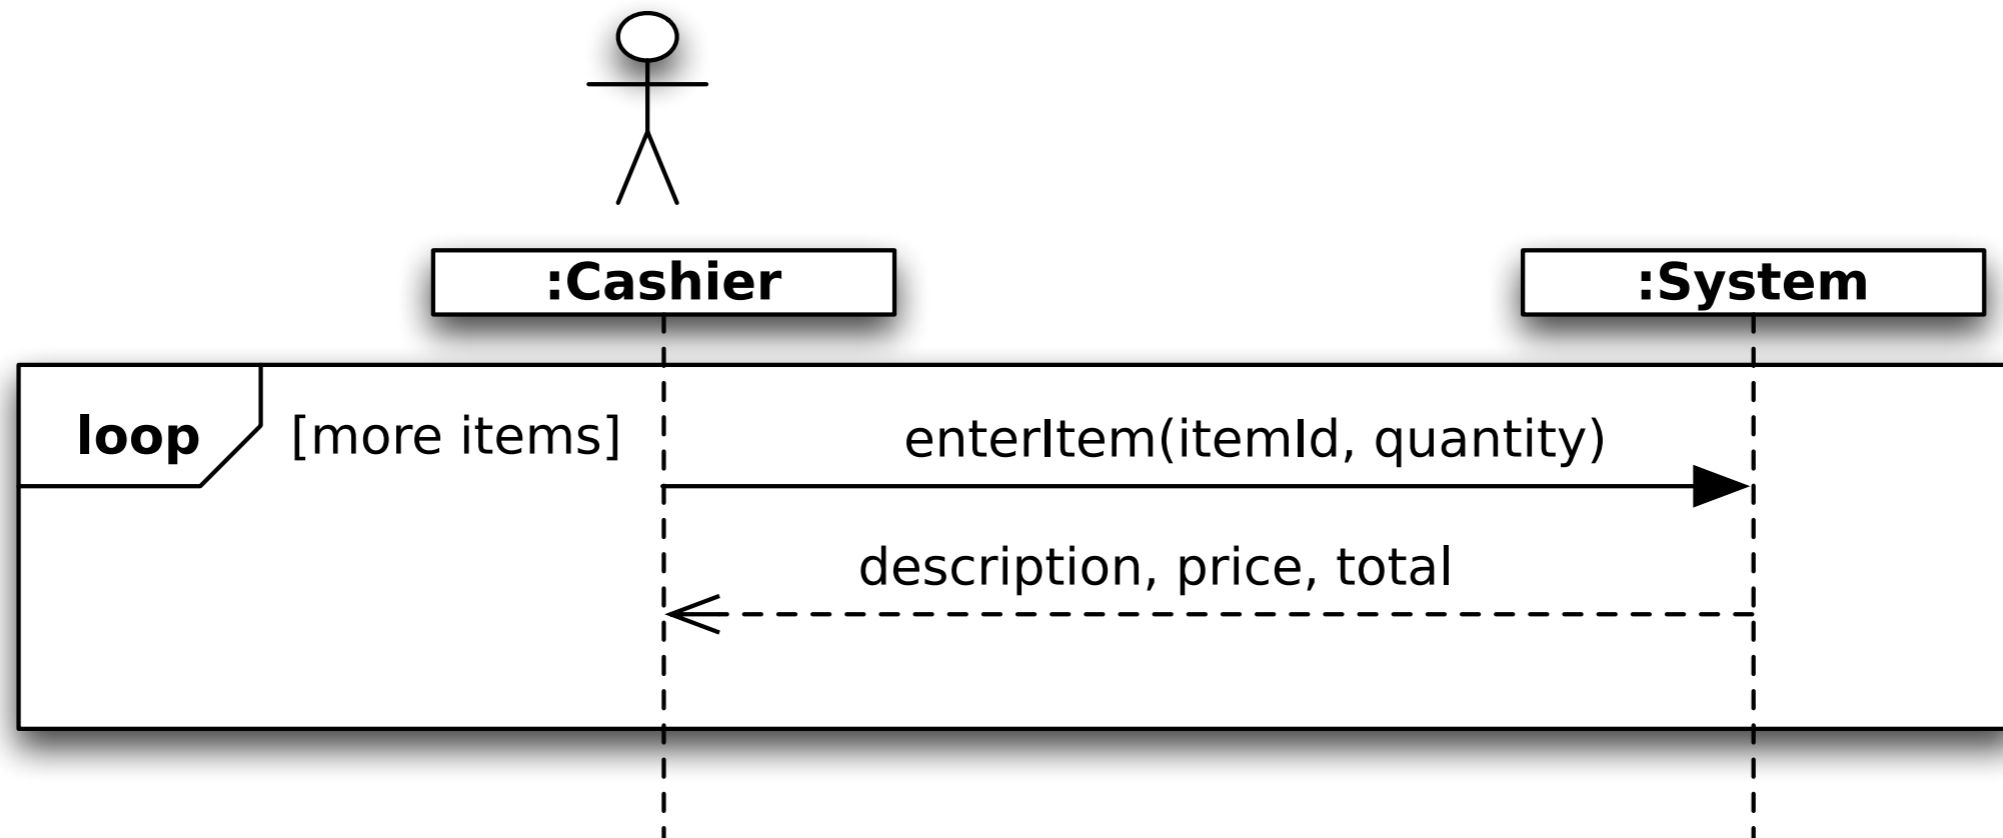 :Cashier
:System
loop
[more items]
enterItem(itemId, quantity)
description, price, total